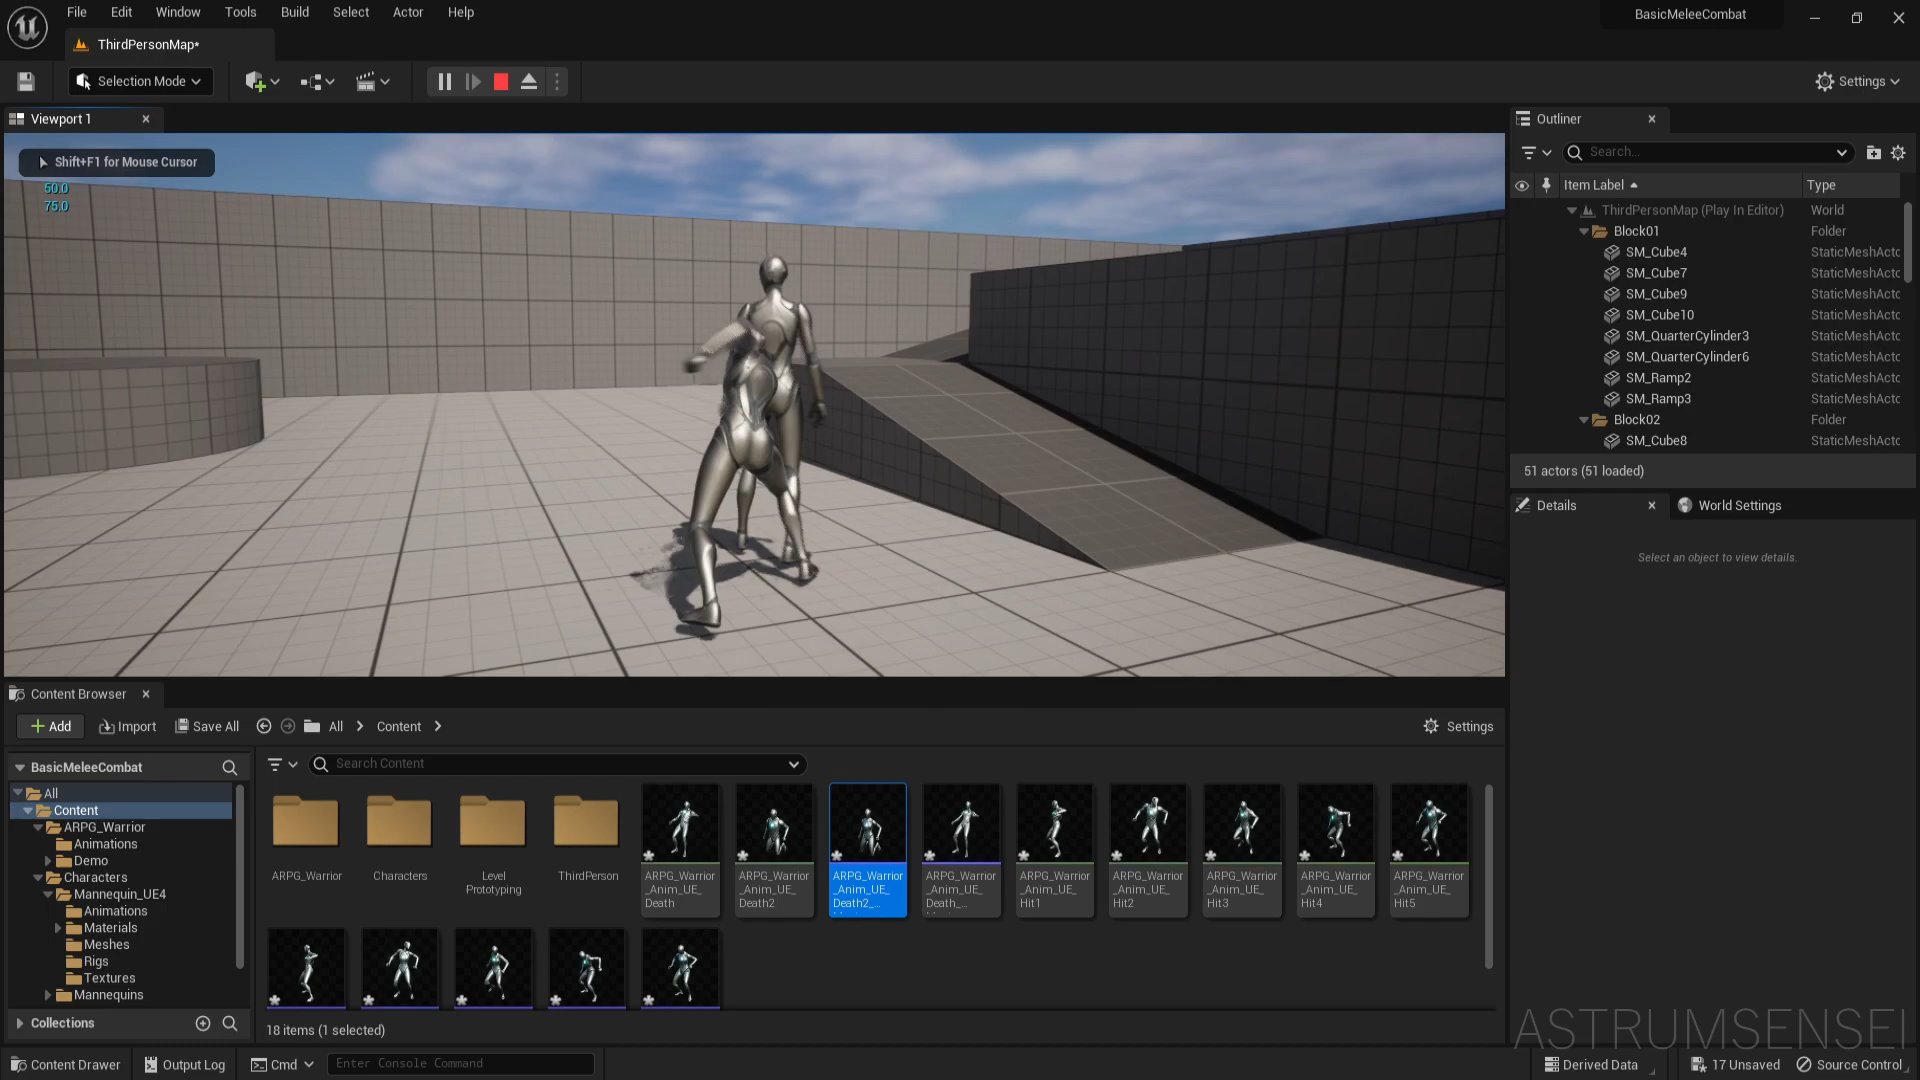 File Edit Window Tools Build Select Actor Help
BasicMeleeCombat
ThirdPersonMap*
Selection Mode
Settings
Viewport 1
Shift+F1 for Mouse Cursor
50.0
75.0
Outliner
Search...
Item Label
Type
ThirdPersonMap (Play In Editor) World
Block01 Folder
SM_Cube4 StaticMeshActo
SM_Cube7 StaticMeshActo
SM_Cube9 StaticMeshActo
SM_Cube10 StaticMeshActo
SM_QuarterCylinder3 StaticMeshActo
SM_QuarterCylinder6 StaticMeshActo
SM_Ramp2 StaticMeshActo
SM_Ramp3 StaticMeshActo
Block02 Folder
SM_Cube8 StaticMeshActo
51 actors (51 loaded)
Details
World Settings
Select an object to view details.
Content Browser
Add
Import
Save All
All
Content
Settings
BasicMeleeCombat
All
Content
ARPG_Warrior
Animations
Demo
Characters
Mannequin_UE4
Animations
Materials
Meshes
Rigs
Textures
Mannequins
Collections
Search Content
ARPG_Warrior
Characters
Level
Prototyping
ThirdPerson
ARPG_Warrior
_Anim_UE_
Death
ARPG_Warrior
_Anim_UE_
Death2
ARPG_Warrior
_Anim_UE_
Death2_...
ARPG_Warrior
_Anim_UE_
Death_...
ARPG_Warrior
_Anim_UE_
Hit1
ARPG_Warrior
_Anim_UE_
Hit2
ARPG_Warrior
_Anim_UE_
Hit3
ARPG_Warrior
_Anim_UE_
Hit4
ARPG_Warrior
_Anim_UE_
Hit5
18 items (1 selected)
ASTRUMSENSEI
Content Drawer
Output Log
Cmd
Enter Console Command
Derived Data
17 Unsaved
Source Control